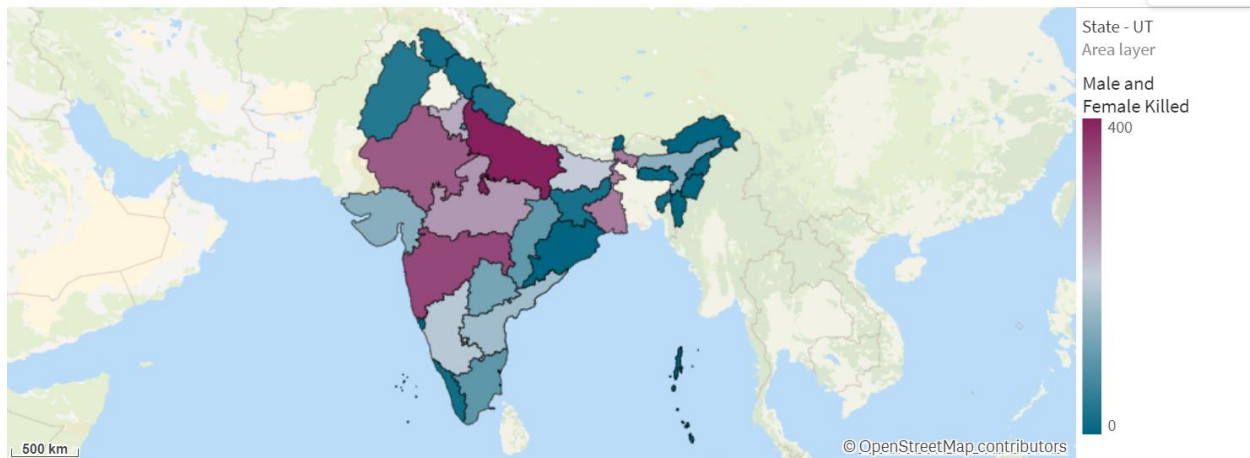 State - UT
Area layer
Male and
Female Killed
400
0
500 km
© OpenStreetMap contributors